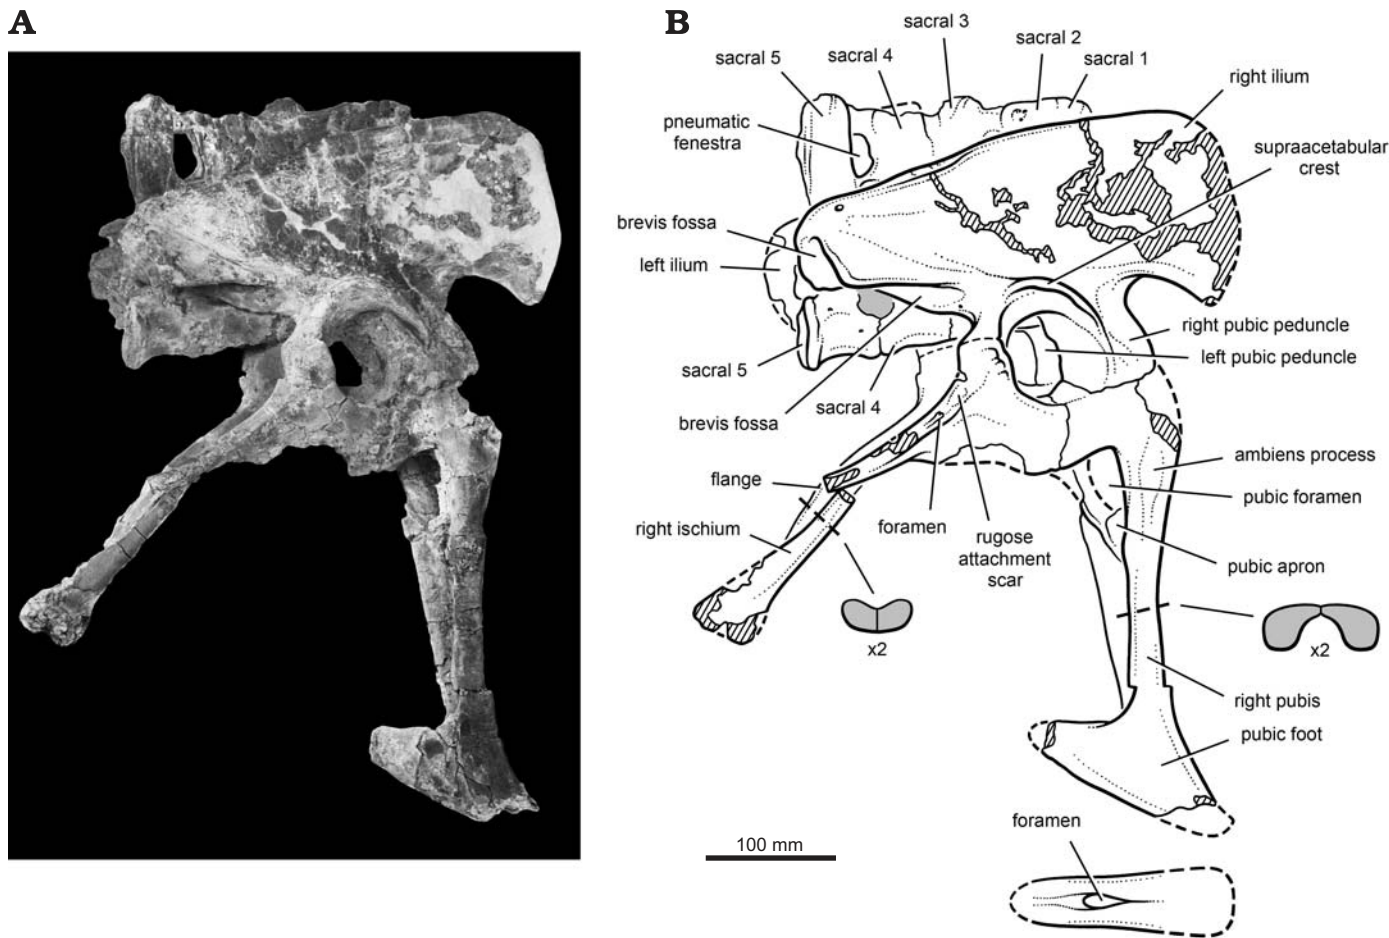 A
B
sacral 3
sacral 2
sacral 4
sacral 5
sacral 1
right ilium
pneumatic
fenestra
supraacetabular
crest
brevis fossa
left ilium
right pubic peduncle
left pubic peduncle
sacral 5
sacral 4
brevis fossa
ambiens process
flange
pubic foramen
right ischium
foramen
rugose
attachment
scar
pubic apron
x2
x2
right pubis
pubic foot
foramen
100 mm